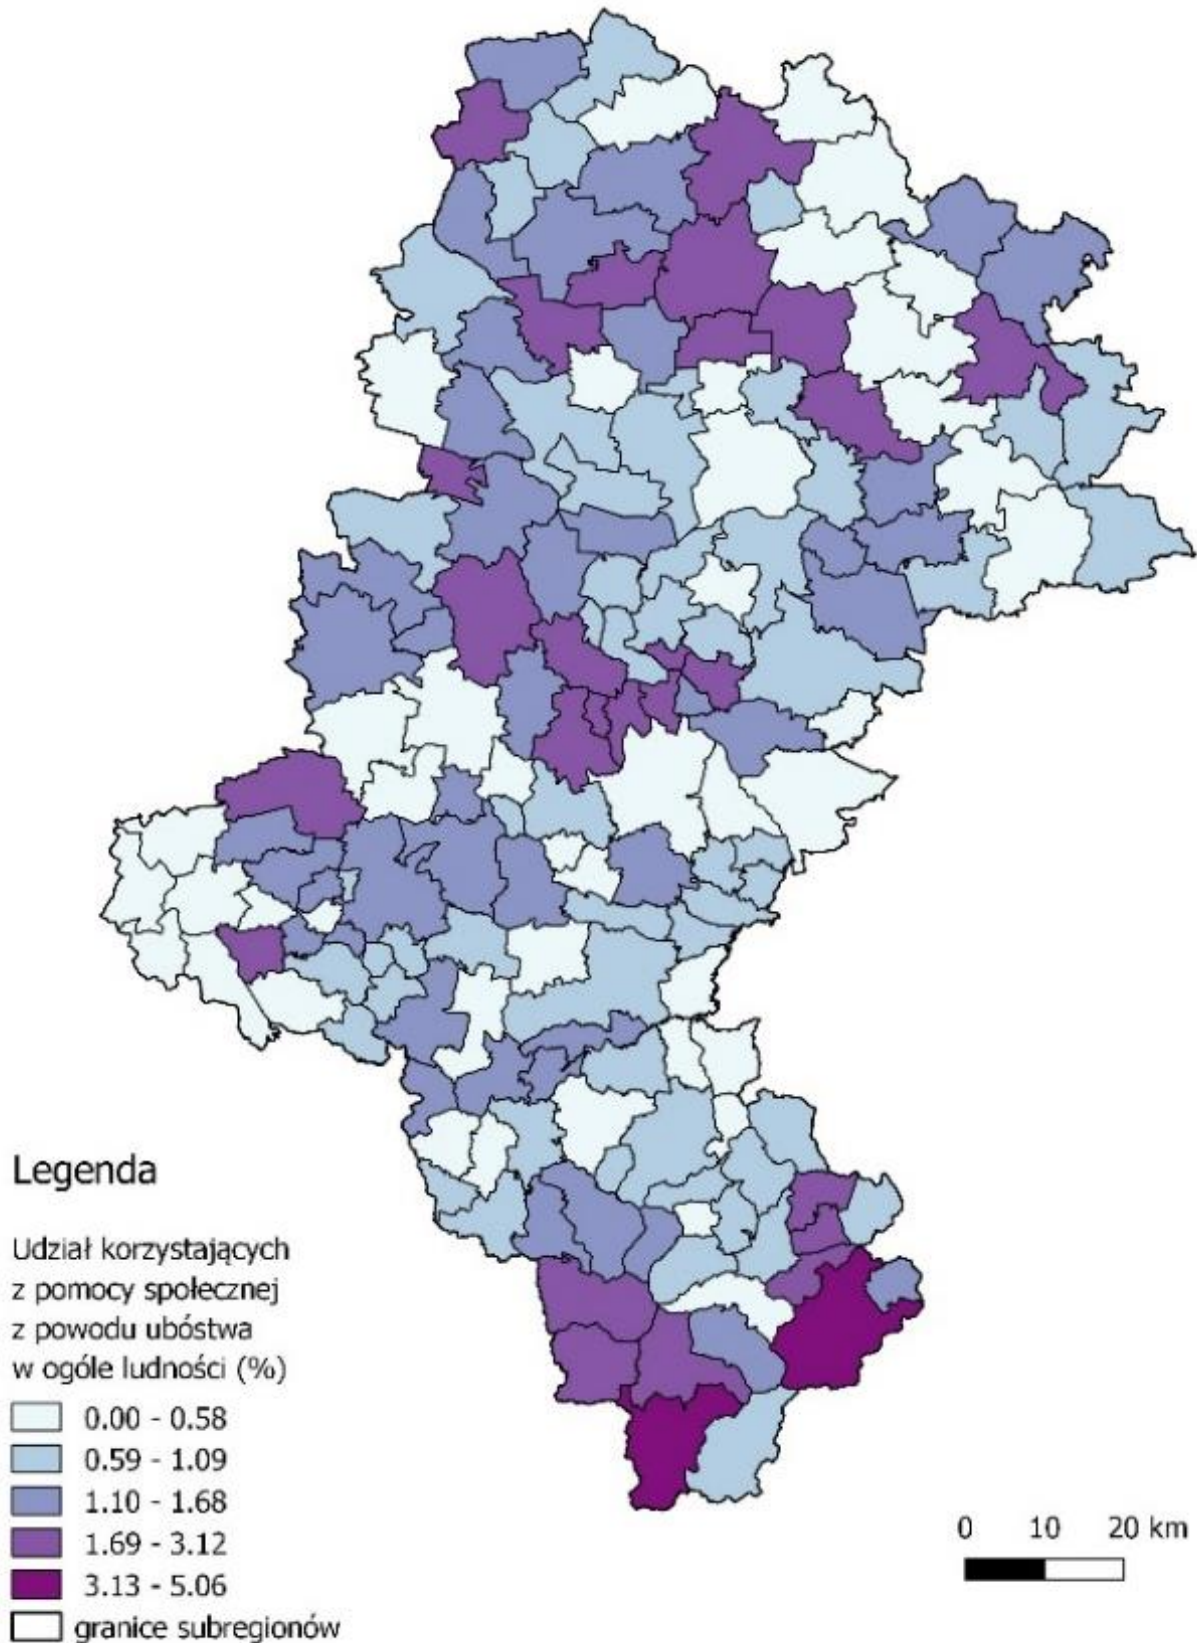 Legenda
Udział korzystających
z pomocy społecznej
z powodu ubóstwa
w ogóle ludności (%)
0.00 - 0.58
0.59 - 1.09
1.10 - 1.68
1.69 - 3.12
3.13 - 5.06
granice subregionów
0 10 20 km